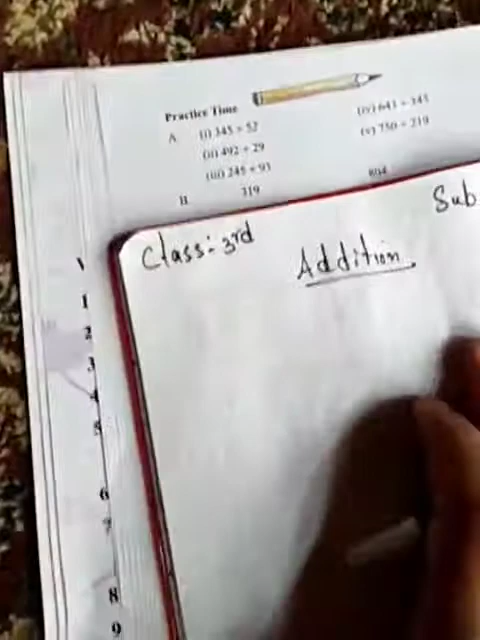 Practice Time
A (i) 345 + 52
(iv) 643 + 345
(ii) 492 + 29
(v) 750 + 219
(iii) 245 + 93
B 319
804
Class:- 3rd
Sub
Addition.
1
2
3
4
5
6
7
8
9